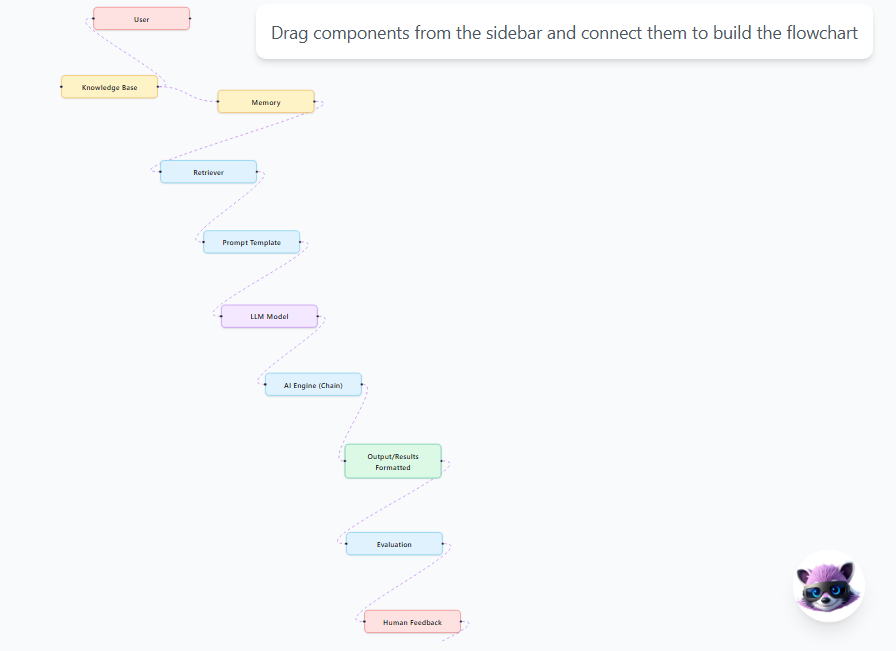 User
Drag components from the sidebar and connect them to build the flowchart
Knowledge Base
Memory
Retriever
Prompt Template
LLM Model
AI Engine (Chain)
Output/Results
Formatted
Evaluation
Human Feedback